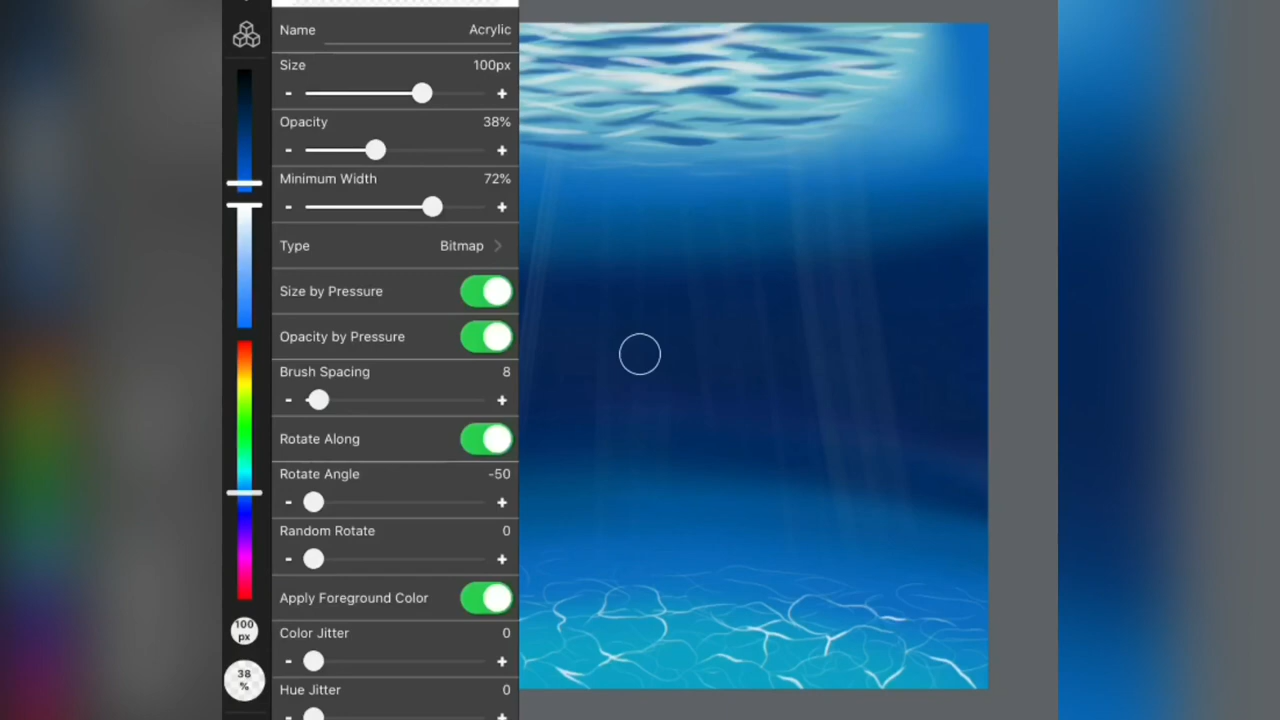 Name Acrylic
Size 100px
- +
Opacity 38%
- +
Minimum Width 72%
- +
Type Bitmap
Size by Pressure
Opacity by Pressure
Brush Spacing 8
- +
Rotate Along
Rotate Angle -50
- +
Random Rotate 0
- +
Apply Foreground Color
Color Jitter 0
- +
Hue Jitter 0
- +
100
px
38
%